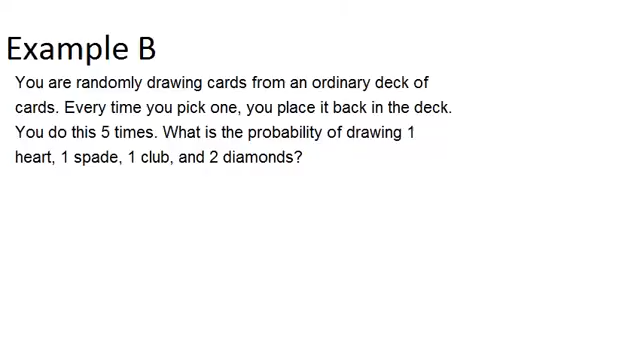 Example B
You are randomly drawing cards from an ordinary deck of
cards. Every time you pick one, you place it back in the deck.
You do this 5 times. What is the probability of drawing 1
heart, 1 spade, 1 club, and 2 diamonds?